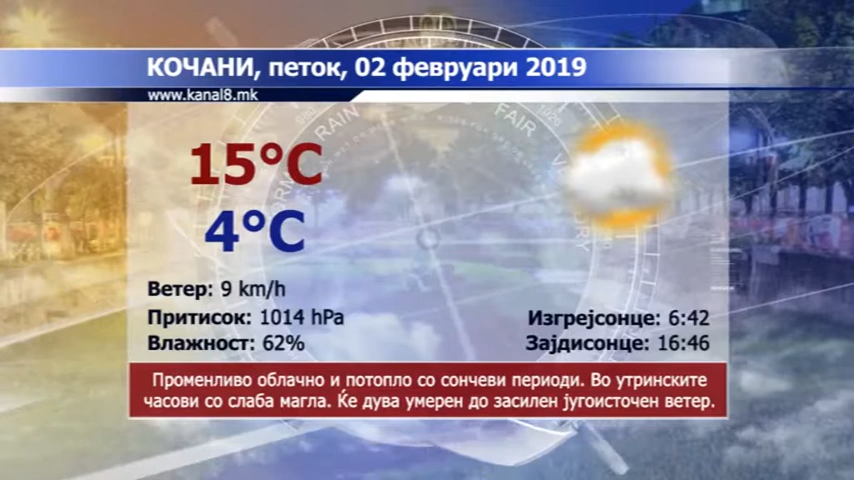 КОЧАНИ, петок, 02 февруари 2019
www.kanal8.mk
RAIN
FAIR
15°C
4°C
Ветер: 9 km/h
Притисок: 1014 hPa
Влажност: 62%
Изгрејсонце: 6:42
Зајдисонце: 16:46
Променливо облачно и потопло со сончеви периоди. Во утринските
часови со слаба магла. Ќе дува умерен до засилен југоисточен ветер.